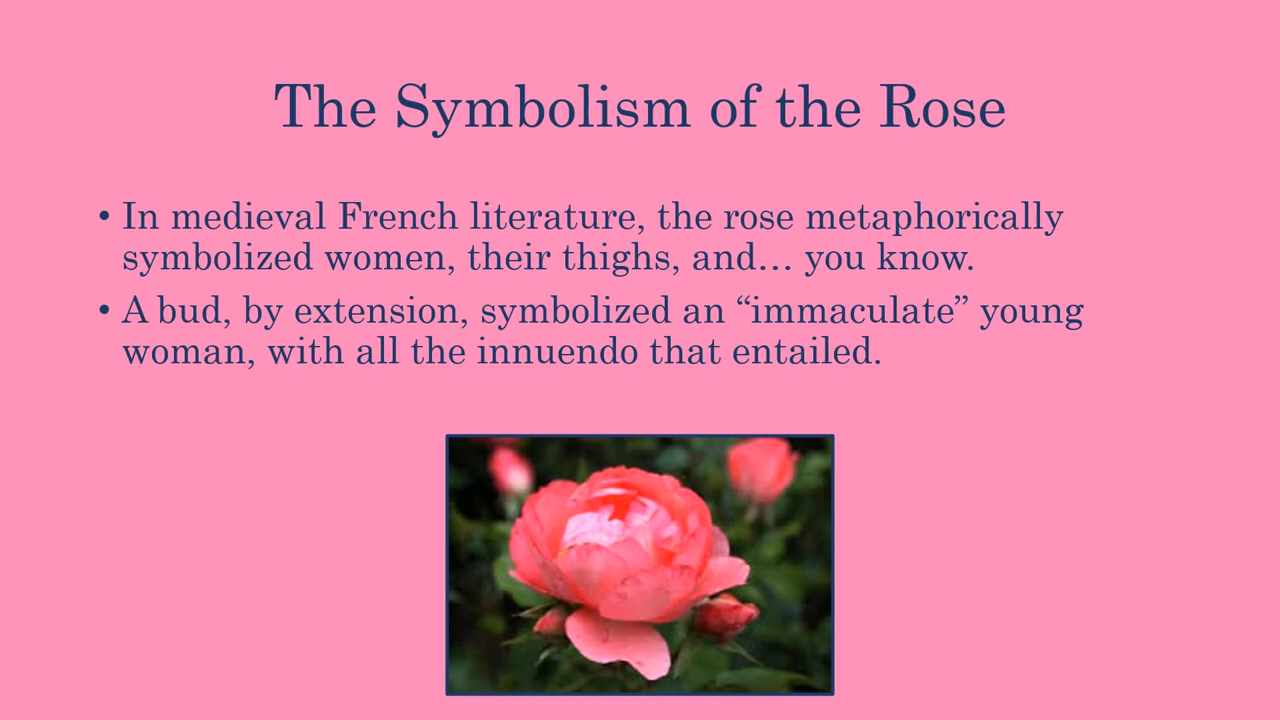 The Symbolism of the Rose
• In medieval French literature, the rose metaphorically
symbolized women, their thighs, and… you know.
• A bud, by extension, symbolized an “immaculate” young
woman, with all the innuendo that entailed.